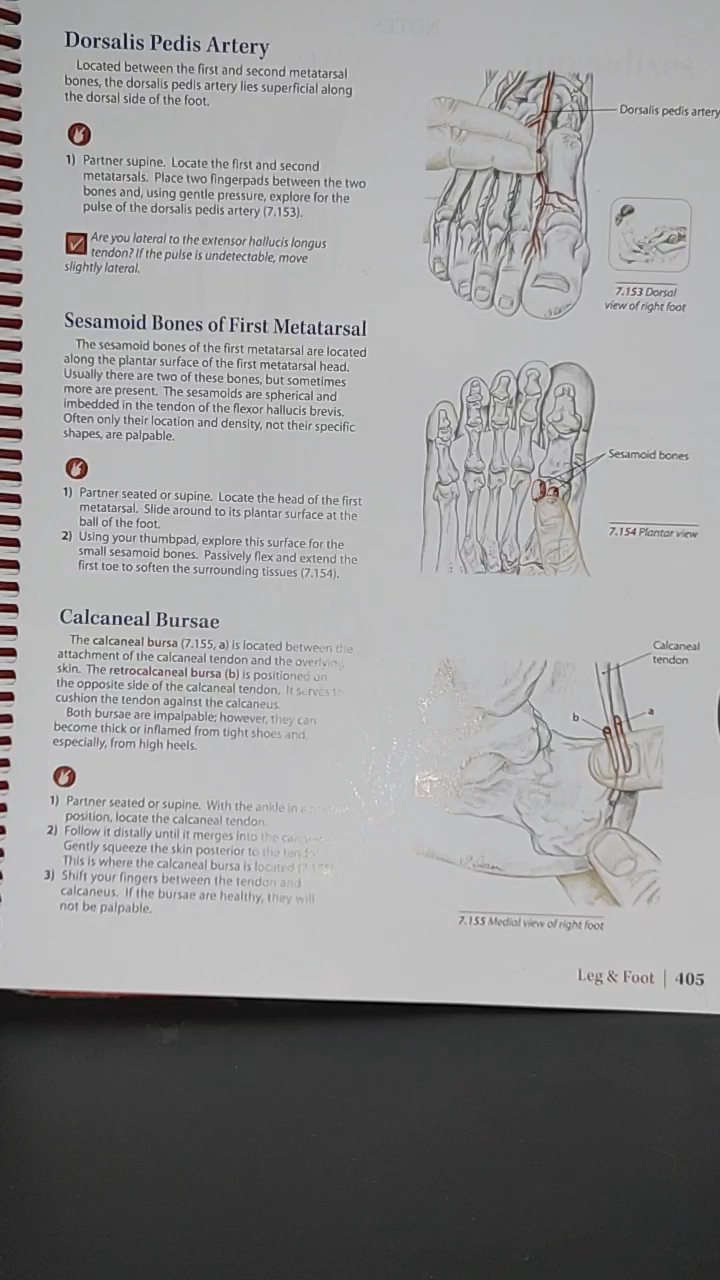 Dorsalis Pedis Artery
Located between the first and second metatarsal
bones, the dorsalis pedis artery lies superficial along
the dorsal side of the foot.
1) Partner supine. Locate the first and second
metatarsals. Place two fingerpads between the two
bones and, using gentle pressure, explore for the
pulse of the dorsalis pedis artery (7.153).
Are you lateral to the extensor hallucis longus
tendon? If the pulse is undetectable, move
slightly lateral.
Dorsalis pedis artery
7.153 Dorsal
view of right foot
Sesamoid Bones of First Metatarsal
The sesamoid bones of the first metatarsal are located
along the plantar surface of the first metatarsal head.
Usually there are two of these bones, but sometimes
more are present. The sesamoids are spherical and
imbedded in the tendon of the flexor hallucis brevis.
Often only their location and density, not their specific
shapes, are palpable.
1) Partner seated or supine. Locate the head of the first
metatarsal. Slide around to its plantar surface at the
ball of the foot.
2) Using your thumbpad, explore this surface for the
small sesamoid bones. Passively flex and extend the
first toe to soften the surrounding tissues (7.154).
Sesamoid bones
7.154 Plantar view
Calcaneal Bursae
The calcaneal bursa (7.155, a) is located between the
attachment of the calcaneal tendon and the overlying
skin. The retrocalcaneal bursa (b) is positioned on
the opposite side of the calcaneal tendon. It serves to
cushion the tendon against the calcaneus.
Both bursae are impalpable; however, they can
become thick or inflamed from tight shoes and,
especially, from high heels.
1) Partner seated or supine. With the ankle in
position, locate the calcaneal tendon.
2) Follow it distally until it merges into the
Gently squeeze the skin posterior to the
This is where the calcaneal bursa is located
3) Shift your fingers between the tendon and
calcaneus. If the bursae are healthy, they will
not be palpable.
Calcaneal
tendon
b
a
7.155 Medial view of right foot
Leg & Foot | 405